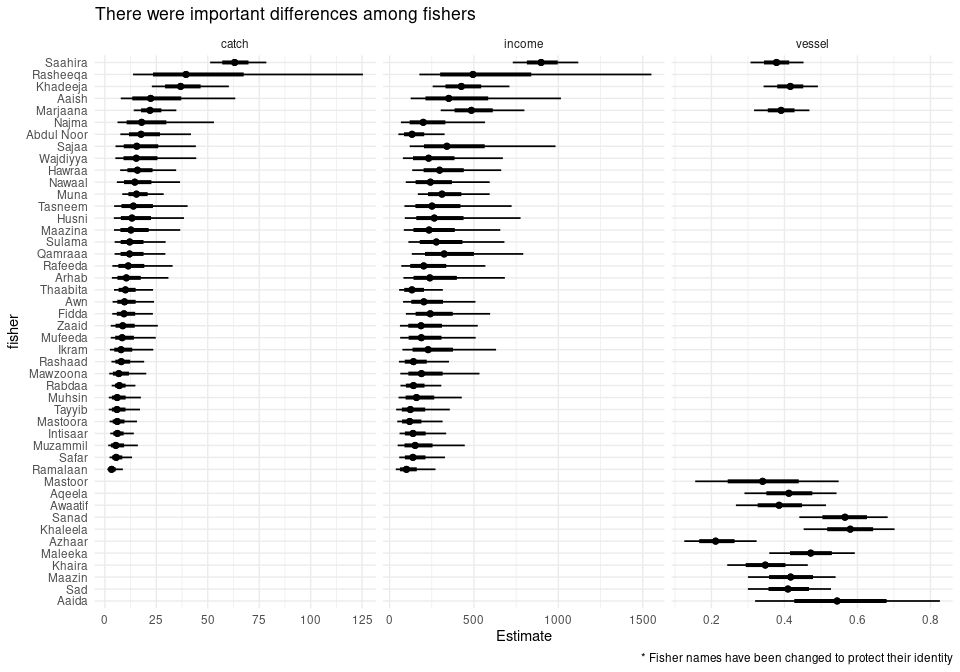 There were important differences among fishers
catch income vessel
Saahira
Rasheeqa
Khadeeja
Aaish
Marjaana
Najma
Abdul Noor
Sajaa
Wajdiyya
Hawraa
Nawaal
Muna
Tasneem
Husni
Maazina
Sulama
Qamraaa
Rafeeda
Arhab
Thaabita
Awn
Fidda
Zaaid
Mufeeda
Ikram
Rashaad
Mawzoona
Rabdaa
Muhsin
Tayyib
Mastoora
Intisaar
Muzammil
Safar
Ramalaan
Mastoor
Aqeela
Awaatif
Sanad
Khaleela
Azhaar
Maleeka
Khaira
Maazin
Sad
Aaida
fisher
0 25 50 75 100 125 0 500 1000 1500 0.2 0.4 0.6 0.8
Estimate
* Fisher names have been changed to protect their identity